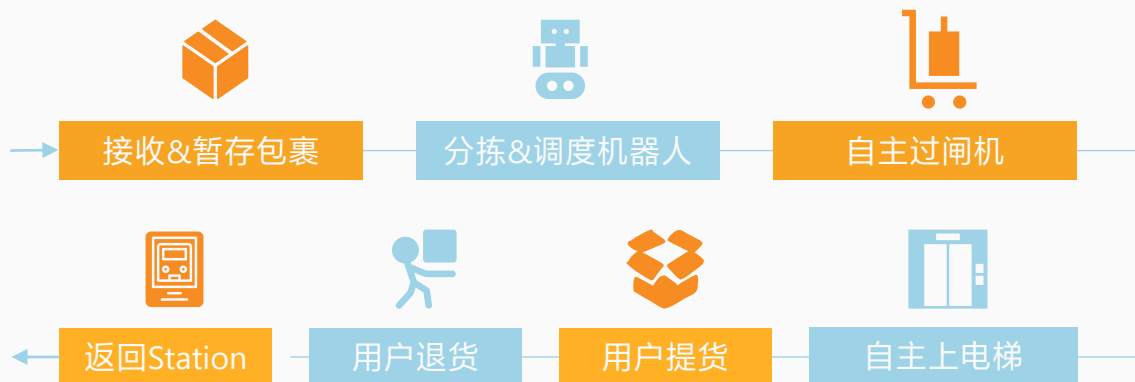 接收&暂存包裹
分拣&调度机器人
自主过闸机
返回Station
用户退货
用户提货
自主上电梯